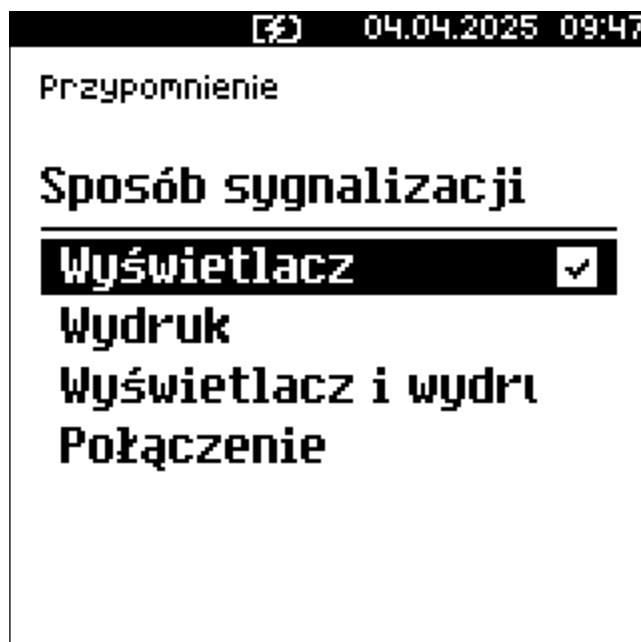 04.04.2025 09:47
Przypomnienie
Sposób sygnalizacji
Wyświetlacz
Wydruk
Wyświetlacz i wydru
Połączenie